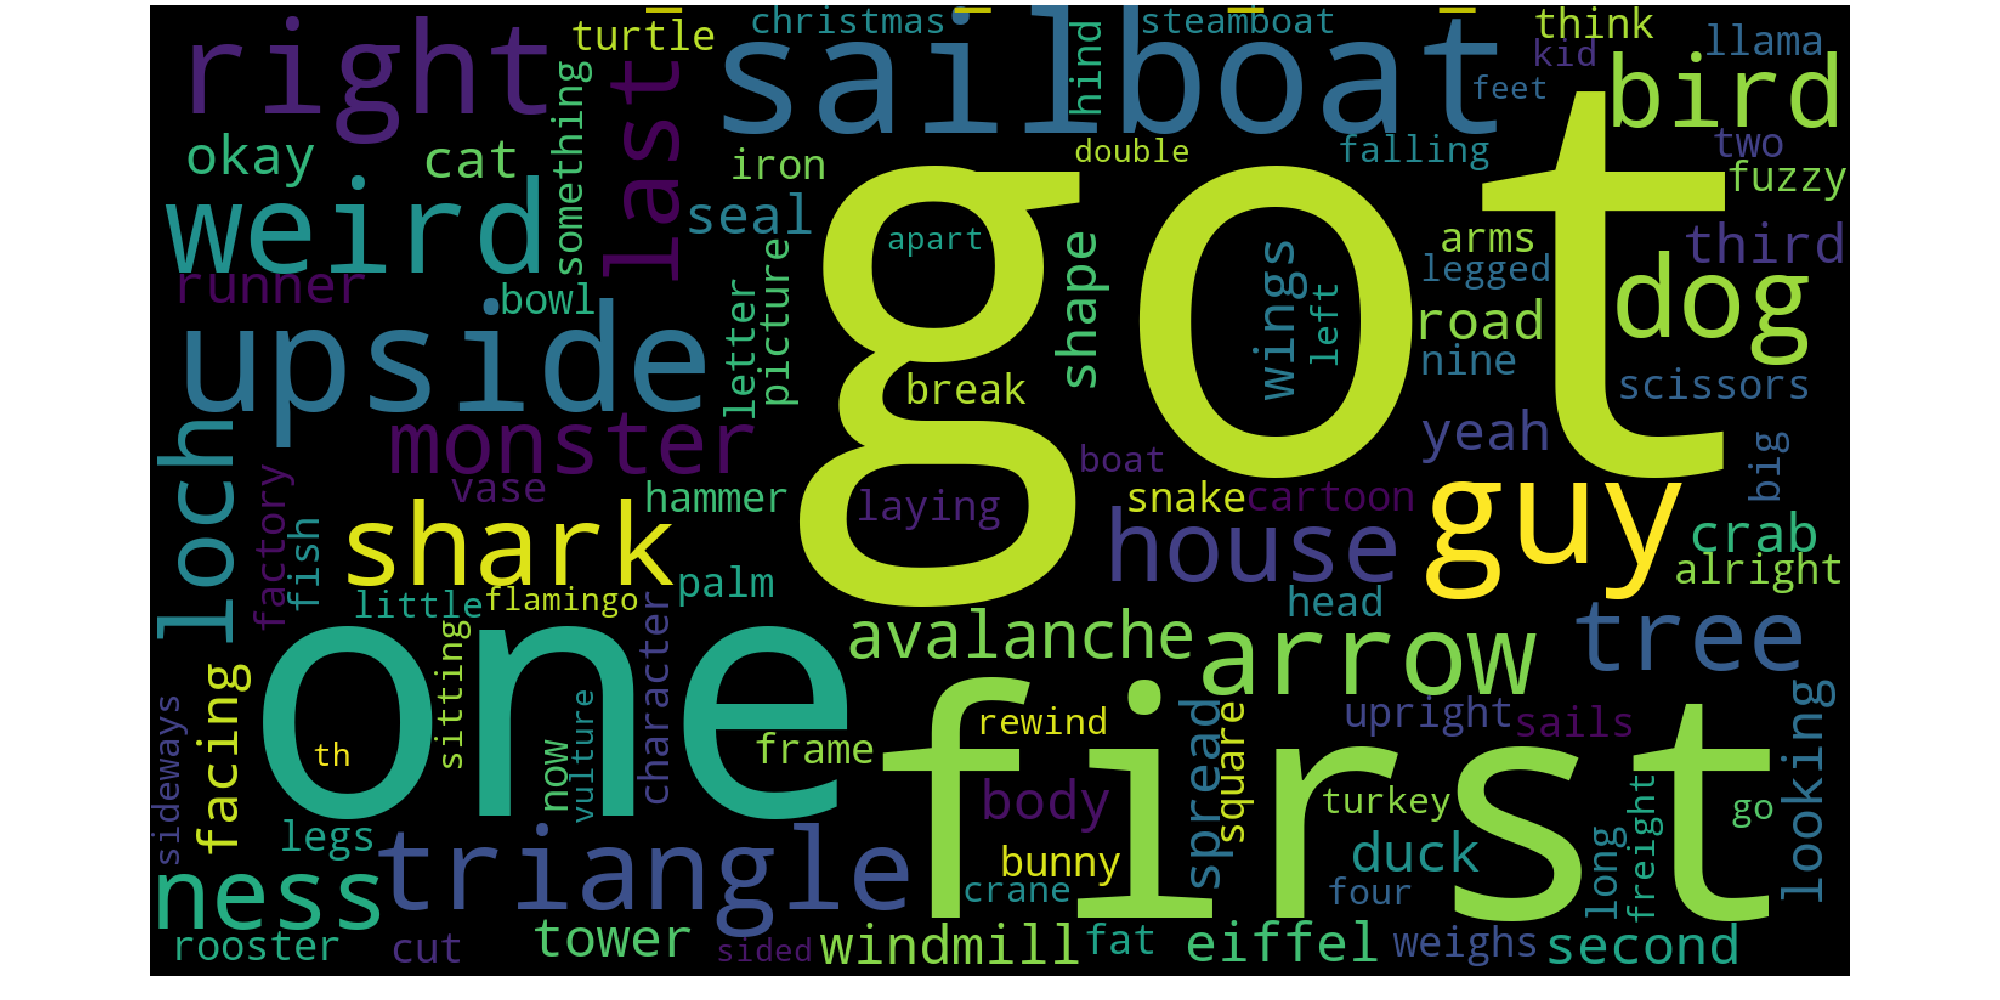 christmas
steamboat
think
llama
kid
turtle
right
sailboat
hind
feet
bird
last
something
okay
cat
iron
double
falling
two
fuzzy
got
weird
seal
apart
shape
wings
arms
third
runner
bowl
letter
picture
left
legged
dog
road
upside
break
nine
scissors
loch
monster
yeah
big
vase
boat
factory
fish
shark
hammer
laying
snake
cartoon
house
guy
crab
alright
little
flamingo
palm
head
one
avalanche
arrow
tree
facing
sitting
character
first
looking
sideways
th
vulture
now
frame
rewind
spread
square
upright
sails
body
turkey
freight
go
legs
triangle
bunny
duck
long
ness
crane
four
rooster
cut
tower
sided
windmill
fat
eiffel
weighs
second